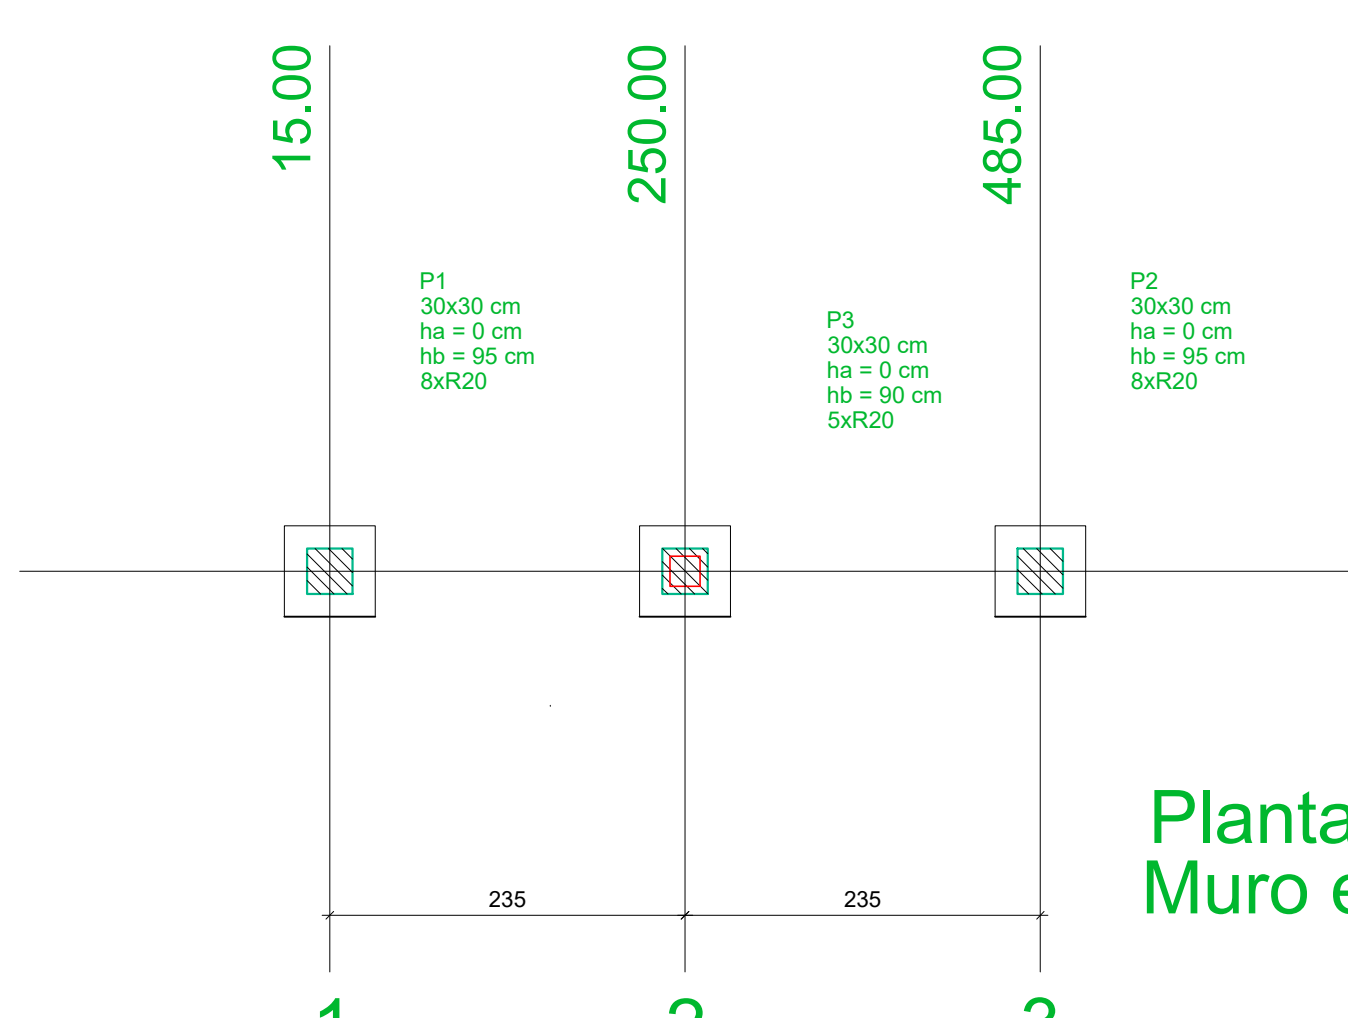 15.00
250.00
485.00
P1
30x30 cm
ha = 0 cm
hb = 95 cm
8xR20
P3
30x30 cm
ha = 0 cm
hb = 90 cm
5xR20
P2
30x30 cm
ha = 0 cm
hb = 95 cm
8xR20
Planta
Muro e
235
235
1